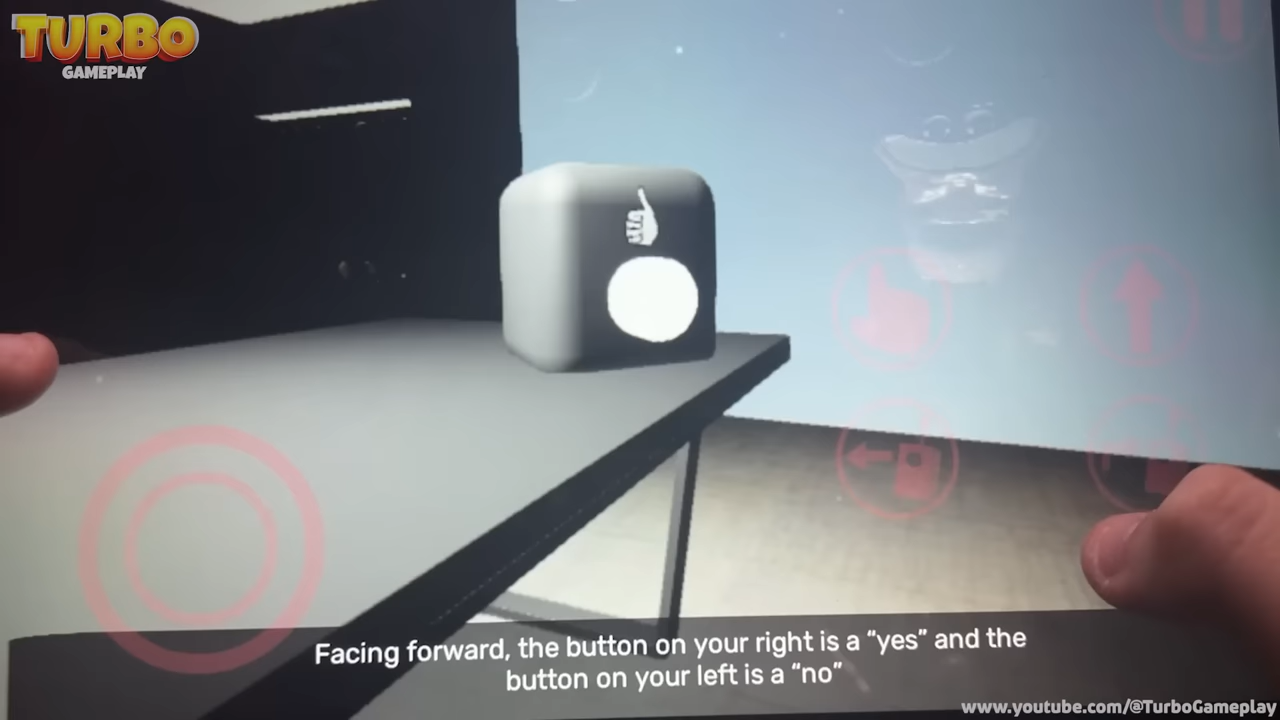 TURBO
GAMEPLAY
Facing forward, the button on your right is a “yes” and the
button on your left is a “no”
www.youtube.com/@TurboGameplay